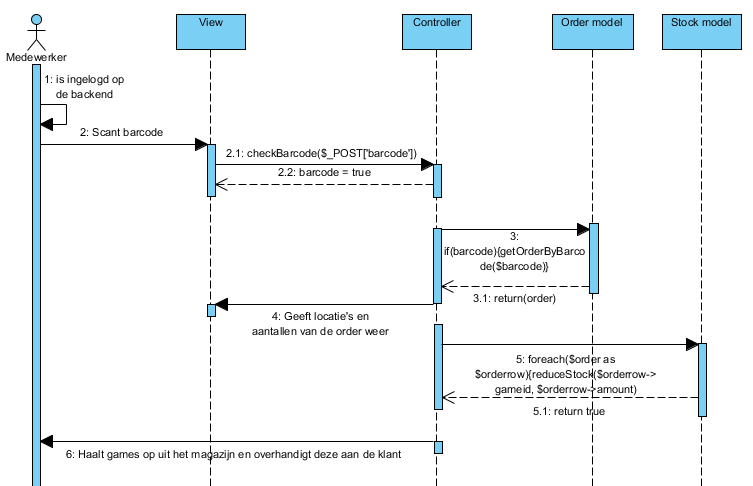 View
Controller
Order model
Stock model
Medewerker
1: is ingelogd op
de backend
2: Scant barcode
2.1: checkBarcode($_POST['barcode'])
2.2: barcode = true
3:
if(barcode){getOrderByBarco
de($barcode)}
3.1: return(order)
4: Geeft locatie's en
aantallen van de order weer
5: foreach($order as
$orderrow){reduceStock($orderrow->
gameid, $orderrow->amount)
5.1: return true
6: Haalt games op uit het magazijn en overhandigt deze aan de klant